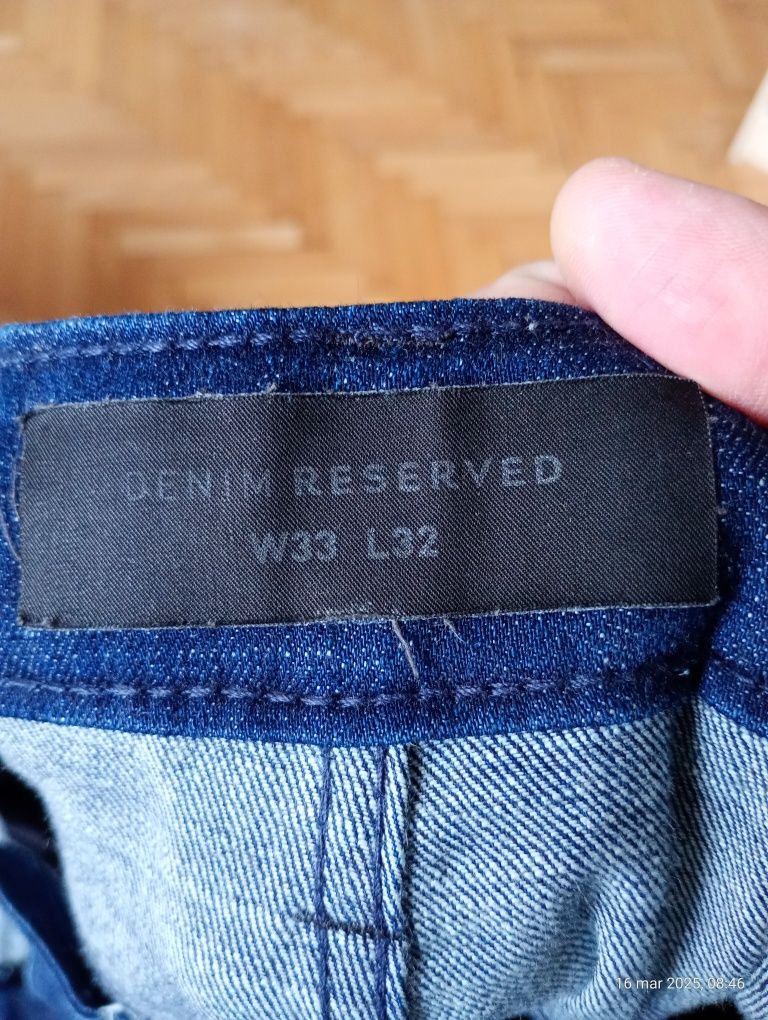 DENIM RESERVED
W33 L32
16 mar 2025, 08:46